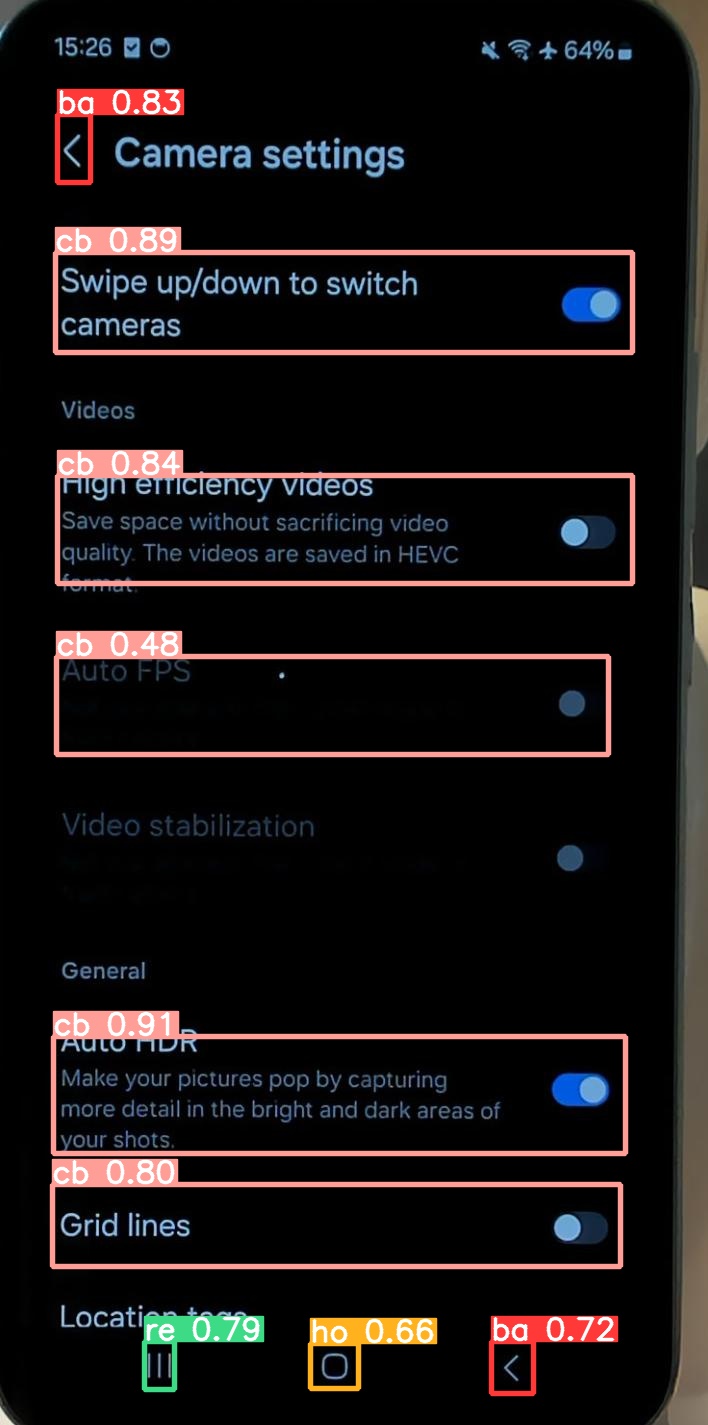 15:26 64%
ba 0.83
Camera settings
cb 0.89
Swipe up/down to switch
cameras
Videos
cb 0.84
High efficiency videos
Save space without sacrificing video
quality. The videos are saved in HEVC
format.
cb 0.48
Auto FPS
Video stabilization
General
cb 0.91
Auto HDR
Make your pictures pop by capturing
more detail in the bright and dark areas of
your shots.
cb 0.80
Grid lines
Location tags
re 0.79 ho 0.66 ba 0.72